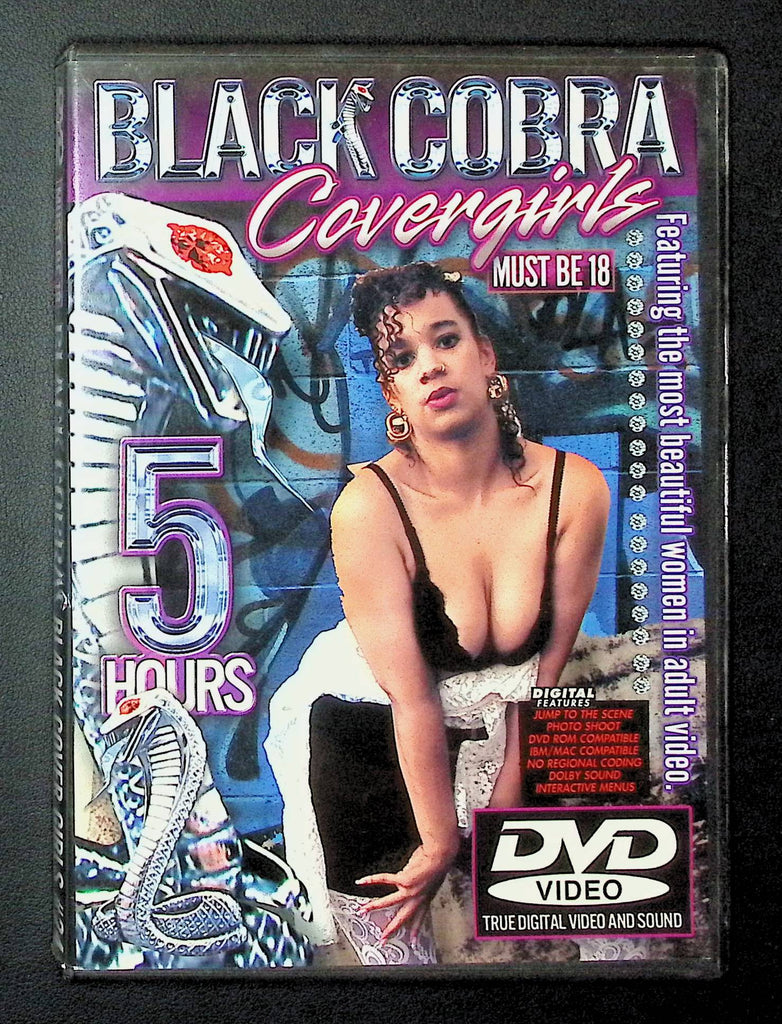 BLACK COBRA
Covergirls
MUST BE 18
Featuring the most beautiful women in adult video.
5
HOURS
DIGITAL
FEATURES
JUMP TO THE SCENE
PHOTO SHOOT
DVD ROM COMPATIBLE
IBM/MAC COMPATIBLE
NO REGIONAL CODING
DOLBY SOUND
INTERACTIVE MENUS
DVD
VIDEO
TRUE DIGITAL VIDEO AND SOUND